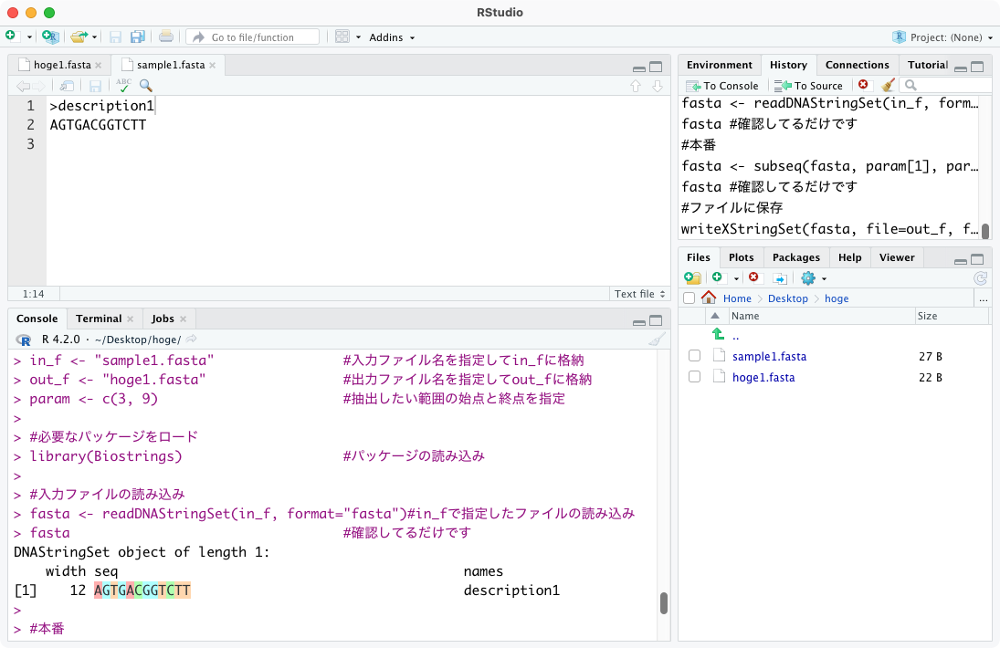 RStudio
Go to file/function Addins Project: (None)
hoge1.fasta sample1.fasta
ABC
1 >description1
2 AGTGACGGTCTT
3
1:14 Text file
Console Terminal Jobs
R 4.2.0 · ~/Desktop/hoge/
> in_f <- "sample1.fasta" #入力ファイル名を指定してin_fに格納
> out_f <- "hoge1.fasta" #出力ファイル名を指定してout_fに格納
> param <- c(3, 9) #抽出したい範囲の始点と終点を指定
>
> #必要なパッケージをロード
> library(Biostrings) #パッケージの読み込み
>
> #入力ファイルの読み込み
> fasta <- readDNAStringSet(in_f, format="fasta")#in_fで指定したファイルの読み込み
> fasta #確認してるだけです
DNAStringSet object of length 1:
width seq names
[1] 12 AGTGACGGTCTT description1
>
> #本番
Environment History Connections Tutorial
To Console To Source
fasta <- readDNAStringSet(in_f, form…
fasta #確認してるだけです
#本番
fasta <- subseq(fasta, param[1], par…
fasta #確認してるだけです
#ファイルに保存
writeXStringSet(fasta, file=out_f, f…
Files Plots Packages Help Viewer
Home Desktop hoge ...
Name Size
..
sample1.fasta 27 B
hoge1.fasta 22 B